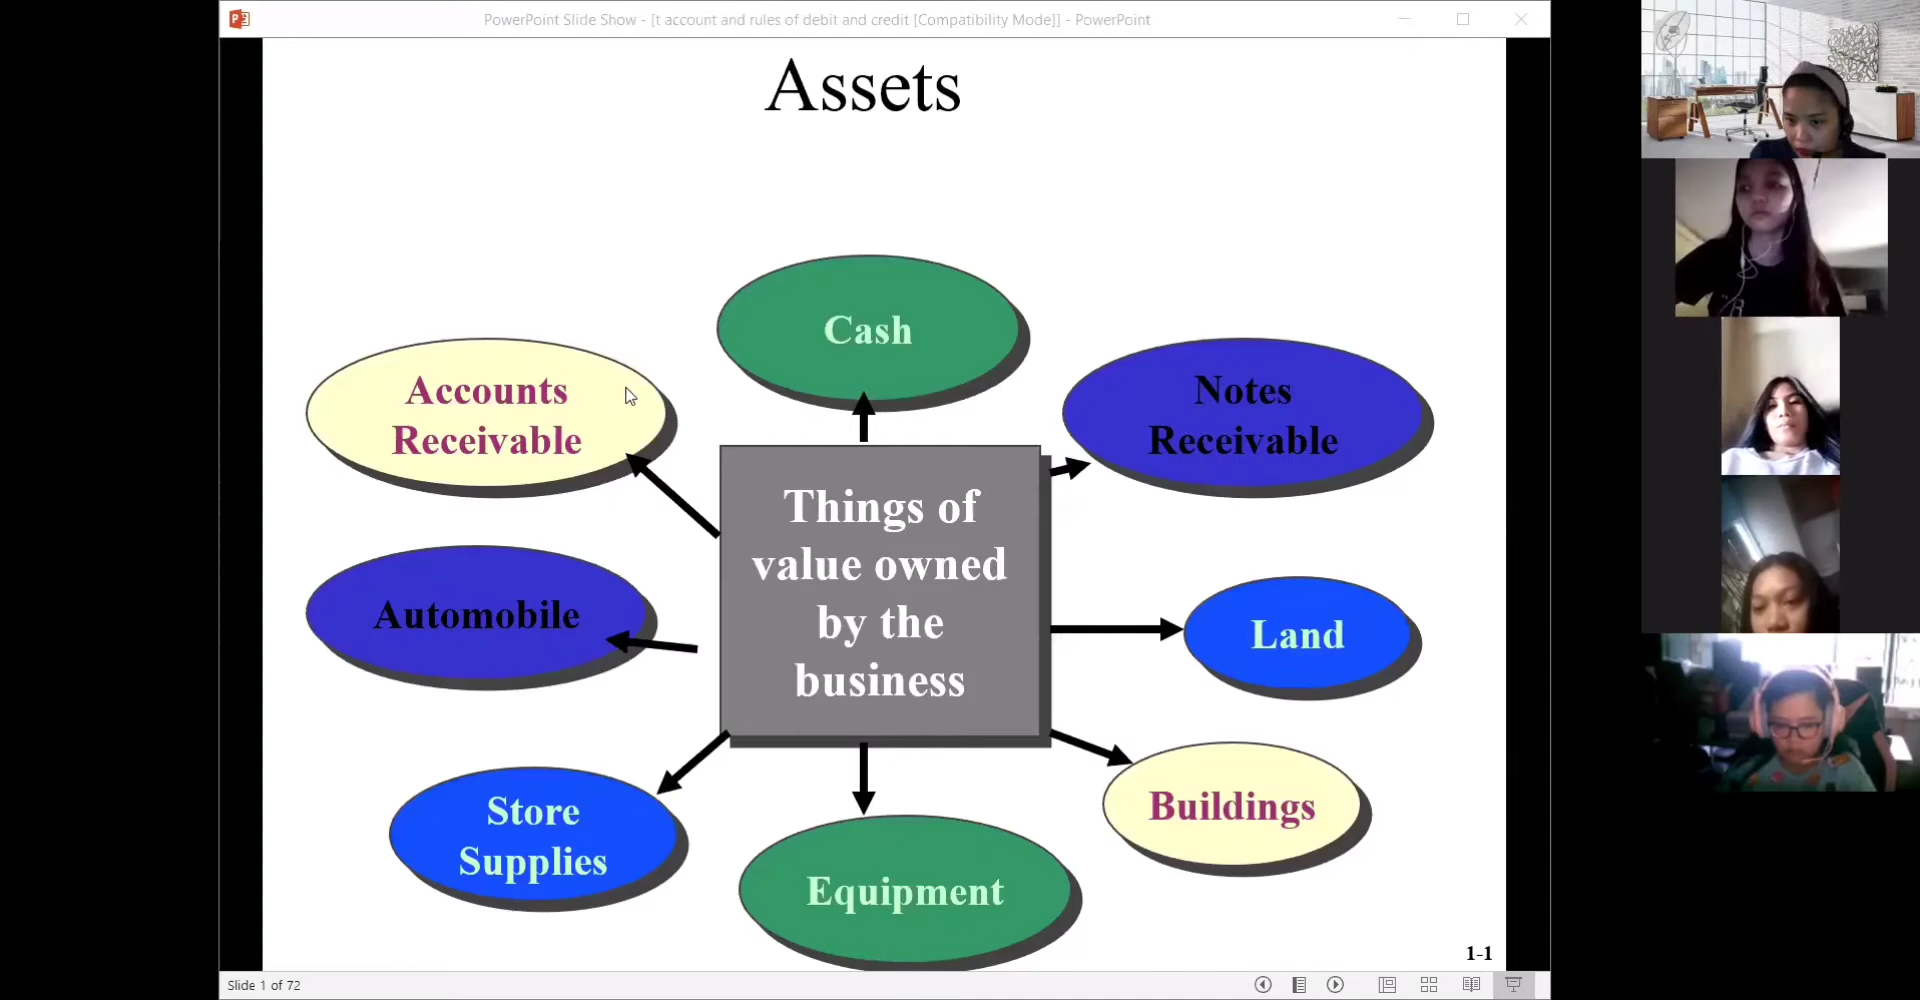 PowerPoint Slide Show - [t account and rules of debit and credit [Compatibility Mode]] - PowerPoint
Assets
Cash
Accounts
Receivable
Notes
Receivable
Things of
value owned
by the
business
Automobile
Land
Store
Supplies
Buildings
Equipment
1-1
Slide 1 of 72